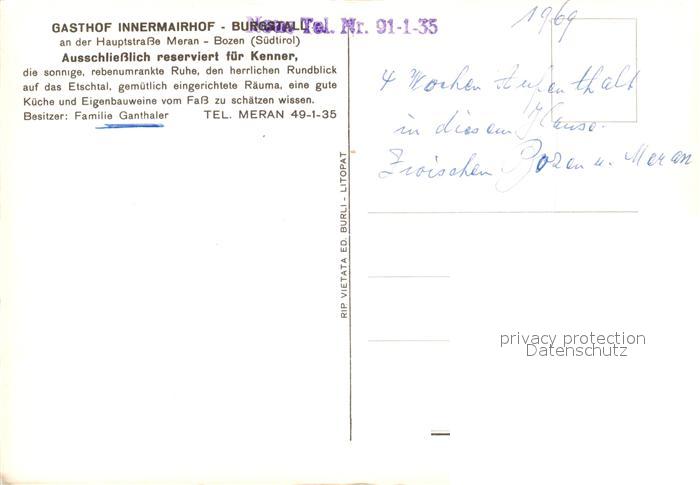 GASTHOF INNERMAIRHOF - BURGSTALL
Neue Tel. Nr. 91-1-35
an der Hauptstraße Meran - Bozen (Südtirol)
Ausschließlich reserviert für Kenner,
die sonnige, rebenumrankte Ruhe, den herrlichen Rundblick
auf das Etschtal, gemütlich eingerichtete Räuma, eine gute
Küche und Eigenbauweine vom Faß zu schätzen wissen.
Besitzer: Familie Ganthaler TEL. MERAN 49-1-35
RIP. VIETATA ED. BURLI - LITOPAT
1969
4 Wochen Aufenthalt
in diesem Hause.
Zwischen Bozen u. Meran
privacy protection
Datenschutz